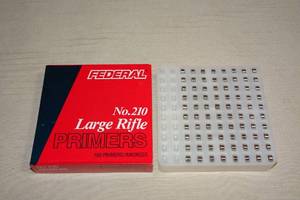 FEDERAL
No. 210
Large Rifle
PRIMERS